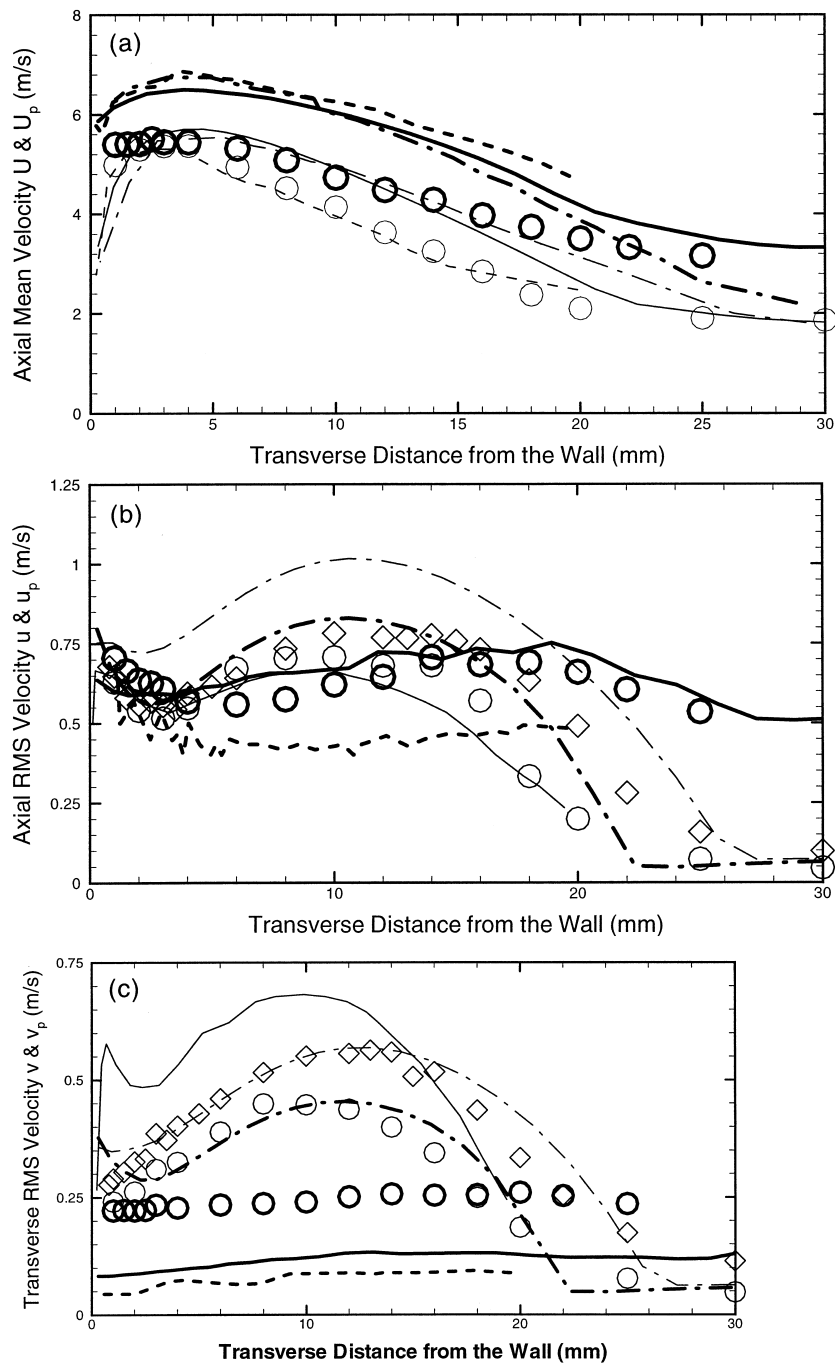 (a)
Axial Mean Velocity U & Up (m/s)
8
6
4
2
0
0 5 10 15 20 25 30
Transverse Distance from the Wall (mm)
(b)
Axial RMS Velocity u & up (m/s)
1.25
1
0.75
0.5
0.25
0
0 10 20 30
Transverse Distance from the Wall (mm)
(c)
Transverse RMS Velocity v & vp (m/s)
0.75
0.5
0.25
0
0 10 20 30
Transverse Distance from the Wall (mm)